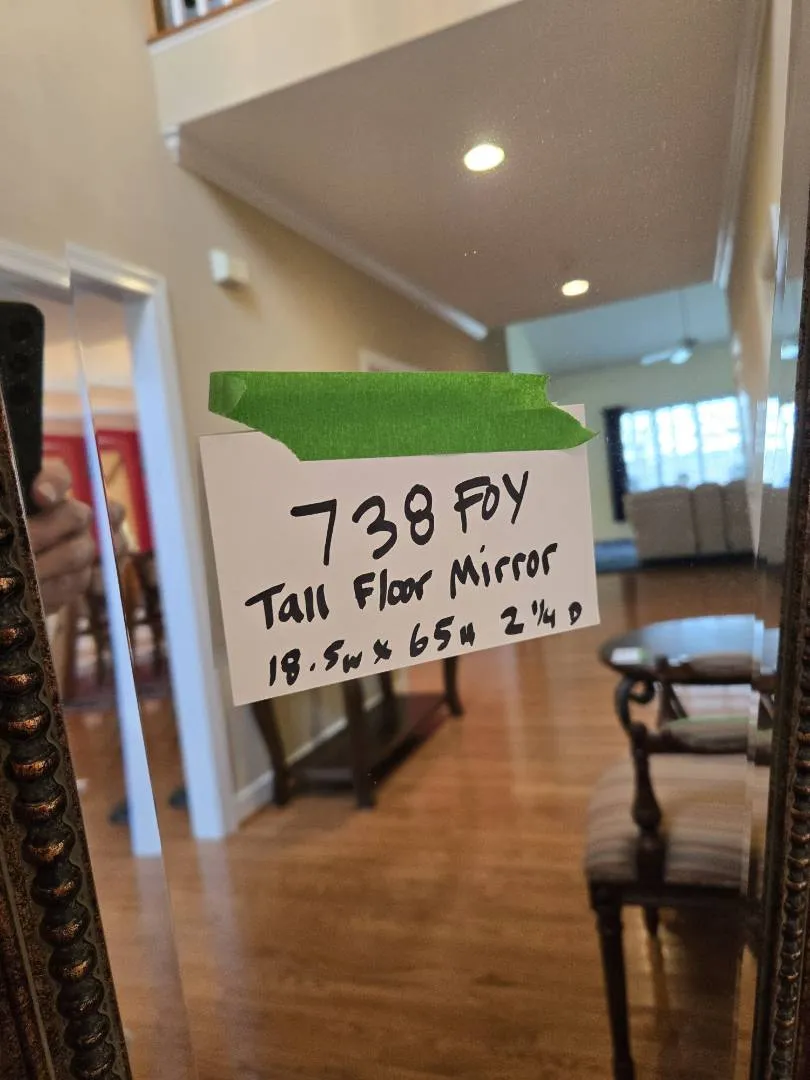 738 FOY
Tall Floor Mirror
18.5w x 65H 2 1/4 D